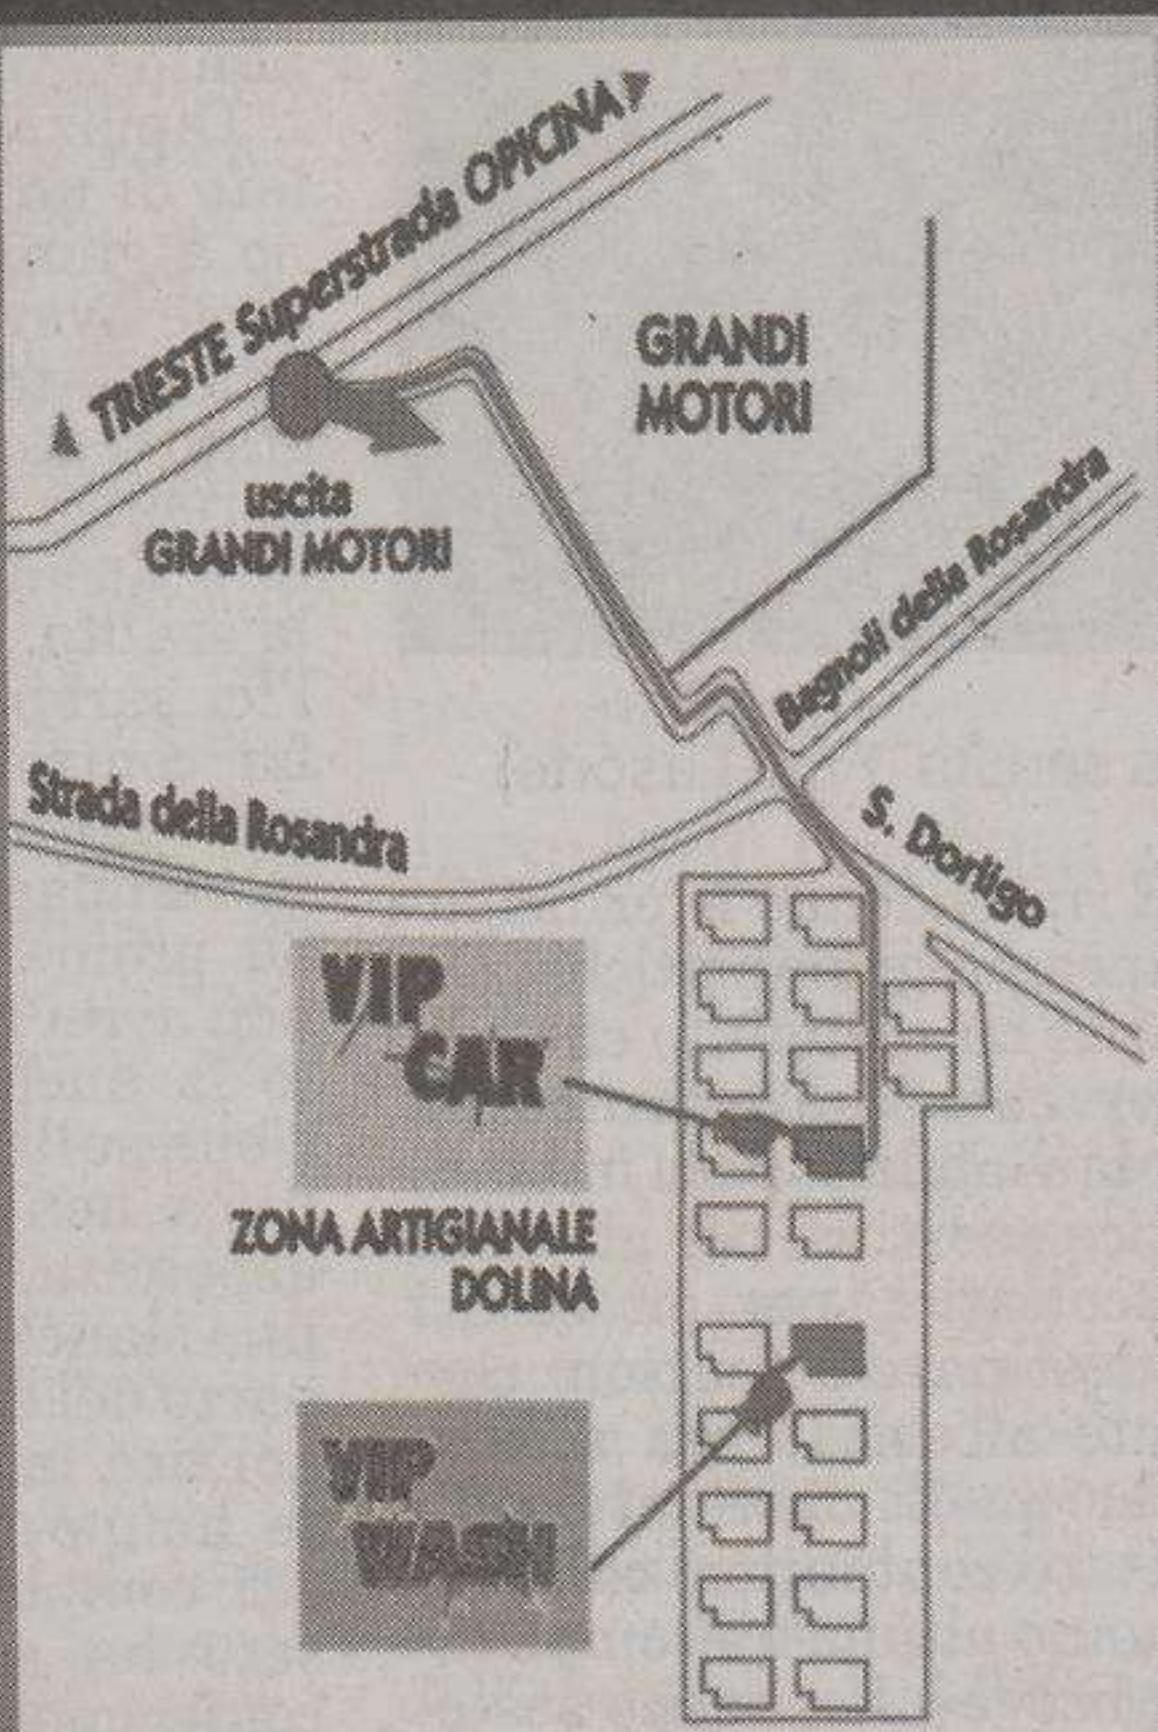 TRIESTE Superstrada OPICINA
GRANDI
MOTORI
uscita
GRANDI MOTORI
Bagnoli della Rosandra
Strada della Rosandra
S. Dorligo
VIP
CAR
ZONA ARTIGIANALE
DOLINA
VIP
WASH